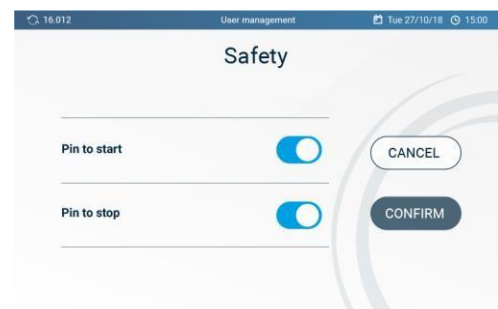 16.012 User management Tue 27/10/18 15:00
Safety
Pin to start
CANCEL
Pin to stop
CONFIRM